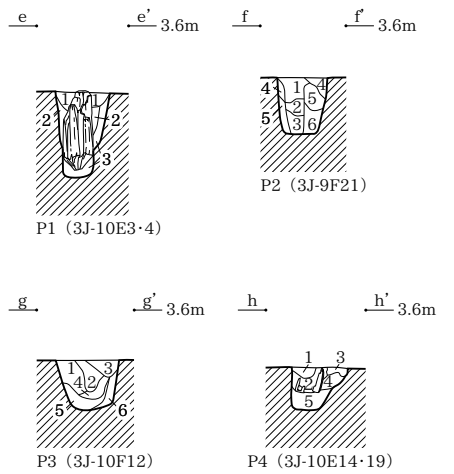 e e’ 3.6m
f f’ 3.6m
1 1
2 2
3
P1（3J-10E3･4）
4 1 4
5
2
5 3 6
P2（3J-9F21）
g g’ 3.6m
h h’ 3.6m
1 3
4 2
5 6
P3（3J-10F12）
1 3
2 4
5
P4（3J-10E14･19）